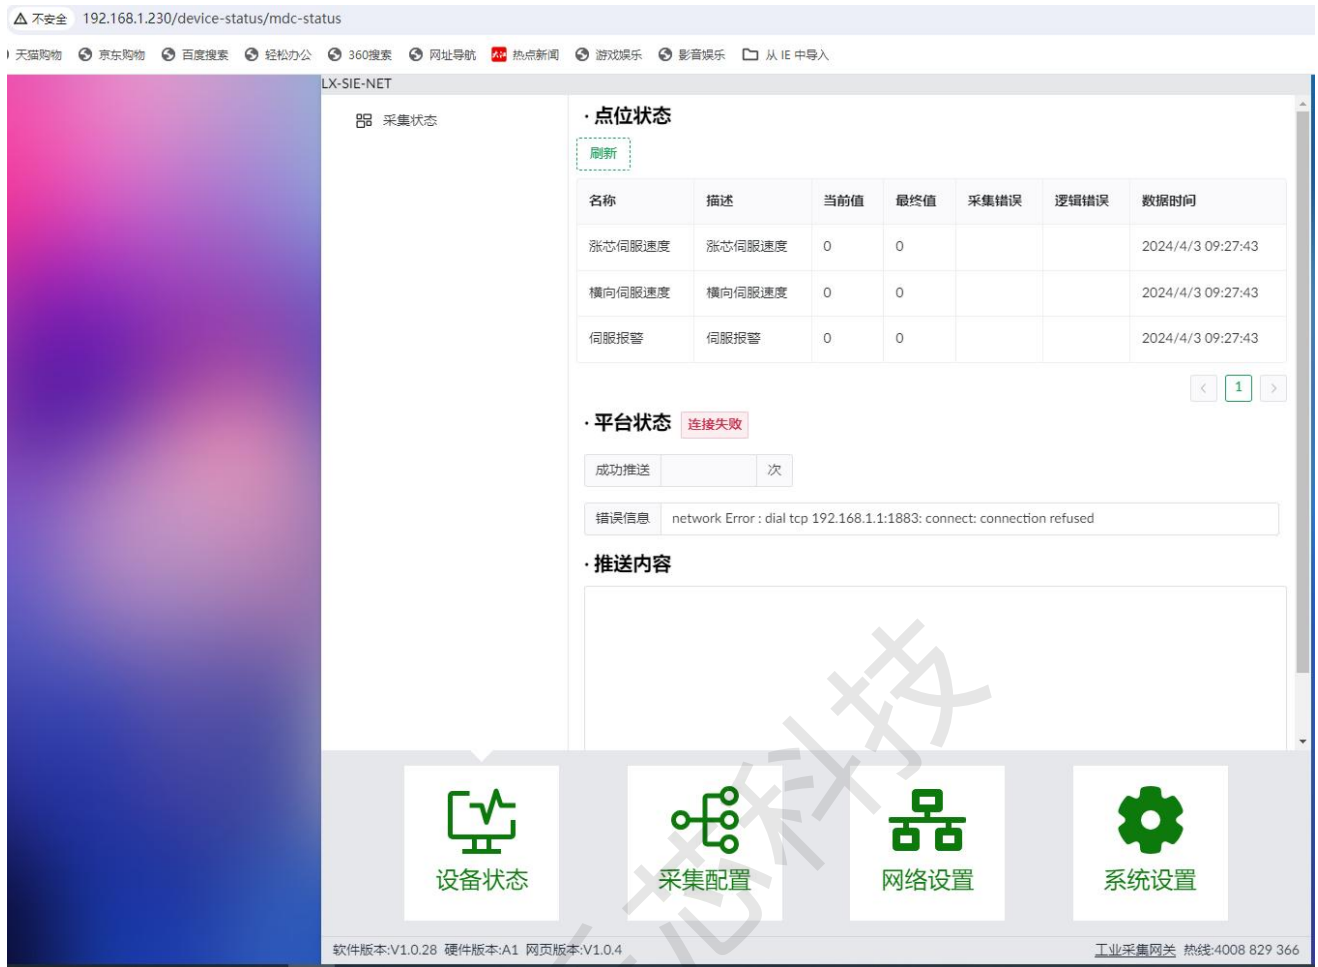 不安全 192.168.1.230/device-status/mdc-status
天猫购物 京东购物 百度搜索 轻松办公 360搜索 网址导航 热点新闻 游戏娱乐 影音娱乐 从 IE 中导入
LX-SIE-NET
采集状态
· 点位状态
刷新
名称 描述 当前值 最终值 采集错误 逻辑错误 数据时间
涨芯伺服速度 涨芯伺服速度 0 0 2024/4/3 09:27:43
横向伺服速度 横向伺服速度 0 0 2024/4/3 09:27:43
伺服报警 伺服报警 0 0 2024/4/3 09:27:43
< 1 >
· 平台状态 连接失败
成功推送 次
错误信息 network Error : dial tcp 192.168.1.1:1883: connect: connection refused
· 推送内容
设备状态 采集配置 网络设置 系统设置
软件版本:V1.0.28 硬件版本:A1 网页版本:V1.0.4 工业采集网关 热线:4008 829 366
芯科技